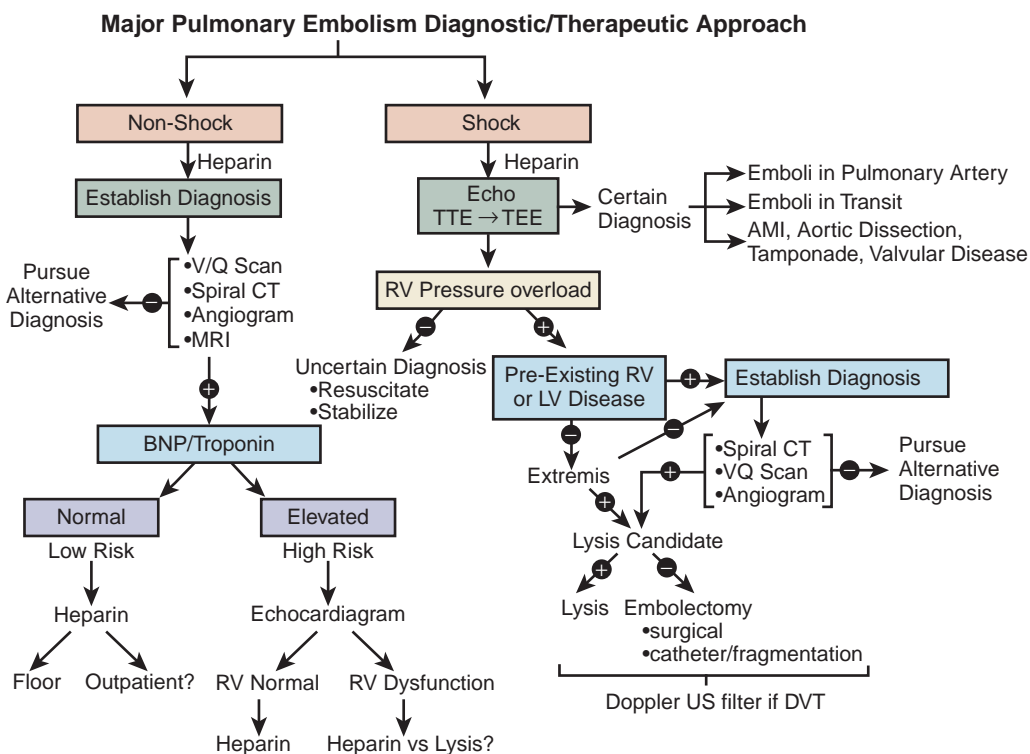 Major Pulmonary Embolism Diagnostic/Therapeutic Approach
Non-Shock
Heparin
Establish Diagnosis
•V/Q Scan
•Spiral CT
•Angiogram
•MRI
−
Pursue
Alternative
Diagnosis
+
BNP/Troponin
Normal
Low Risk
Heparin
Floor
Outpatient?
Elevated
High Risk
Echocardiagram
RV Normal
Heparin
RV Dysfunction
Heparin vs Lysis?
Shock
Heparin
Echo
TTE → TEE
Certain
Diagnosis
Emboli in Pulmonary Artery
Emboli in Transit
AMI, Aortic Dissection,
Tamponade, Valvular Disease
RV Pressure overload
−
Uncertain Diagnosis
•Resuscitate
•Stabilize
+
Pre-Existing RV
or LV Disease
+
Establish Diagnosis
−
Extremis
−
•Spiral CT
•VQ Scan
•Angiogram
−
Pursue
Alternative
Diagnosis
+
+
Lysis Candidate
+
Lysis
−
Embolectomy
•surgical
•catheter/fragmentation
Doppler US filter if DVT